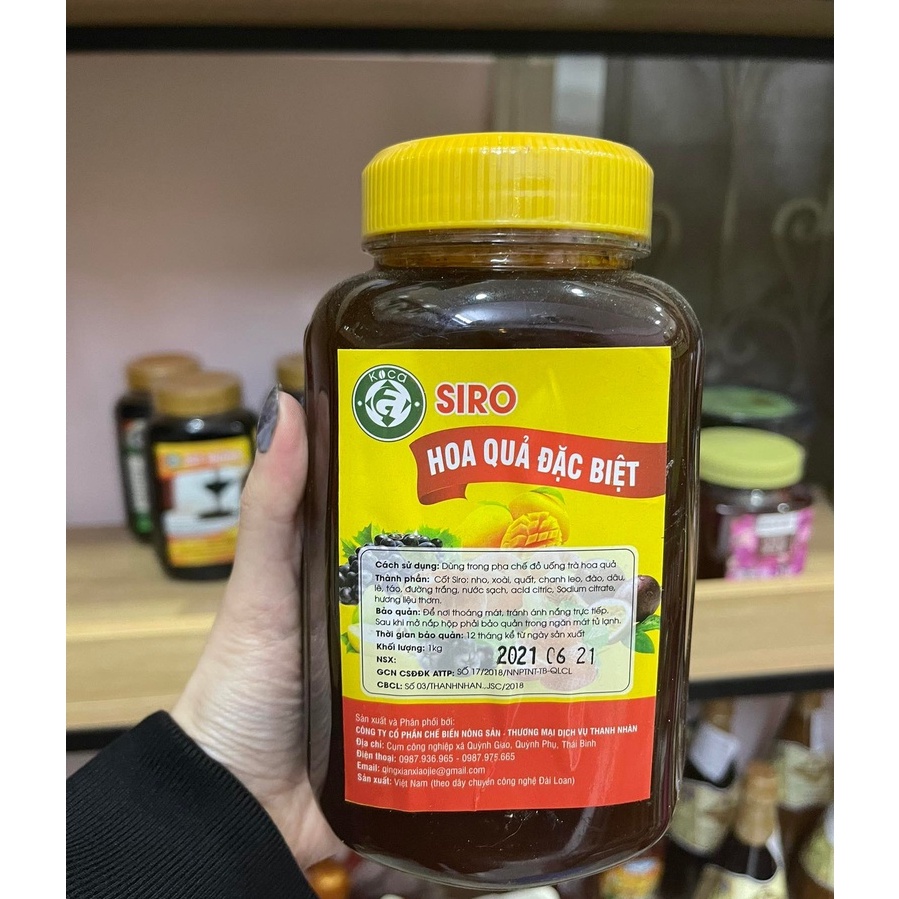 KOCa
SIRO
HOA QUẢ ĐẶC BIỆT
Cách sử dụng: Dùng trong pha chế đồ uống trà hoa quả
Thành phần: Cốt Siro: nho, xoài, quất, chanh leo, đào, dâu,
lê, táo, đường trắng, nước sạch, acid citric, Sodium citrate,
hương liệu thơm.
Bảo quản: Để nơi thoáng mát, tránh ánh nắng trực tiếp.
Sau khi mở nắp hộp phải bảo quản trong ngăn mát tủ lạnh.
Thời gian bảo quản: 12 tháng kể từ ngày sản xuất
Khối lượng: 1kg
NSX: 2021 06 21
GCN CSĐĐK ATTP: SỐ 17/2018/NNPTNT-TB-QLCL
CBCL: Số 03/THANHNHAN...JSC/2018
Sản xuất và Phân phối bởi:
CÔNG TY CỔ PHẦN CHẾ BIẾN NÔNG SẢN - THƯƠNG MẠI DỊCH VỤ THANH NHÀN
Địa chỉ: Cụm công nghiệp xã Quỳnh Giao, Quỳnh Phụ, Thái Bình
Điện thoại: 0987.936.965 - 0987.975.665
Email: qingxianxiaojie@gmail.com
Sản xuất: Việt Nam (theo dây chuyền công nghệ Đài Loan)